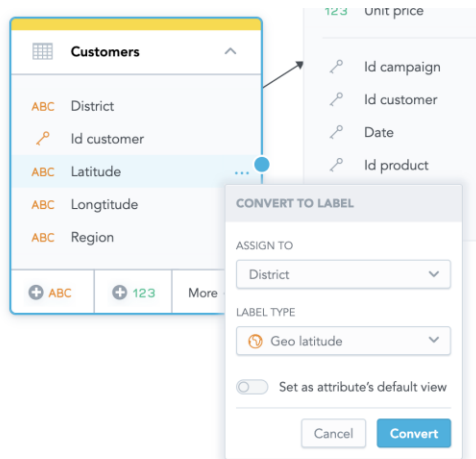 123 Unit price
Customers
Id campaign
ABC District
Id customer
Id customer
Date
ABC Latitude
...
Id product
ABC Longtitude
ABC Region
ABC
123
More
CONVERT TO LABEL
ASSIGN TO
District
LABEL TYPE
Geo latitude
Set as attribute's default view
Cancel
Convert